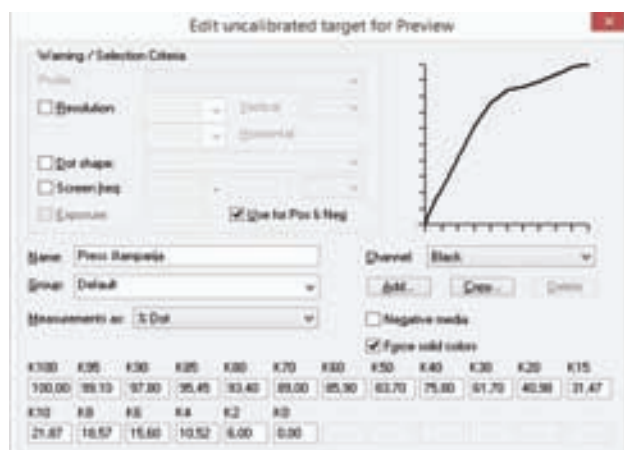 Edit uncalibrated target for Preview
Warning / Selection Criteria
Profile
Resolution Vertical
Horizontal
Dot shape:
Screen freq
Exposure Use for Pos & Neg
Name: Press štamparija Channel: Black
Group: Default Add... Copy... Delete
Measurements as: % Dot Negative media
Force solid colors
K100 K95 K90 K85 K80 K70 K60 K50 K40 K30 K20 K15
100,00 99,10 97,80 95,45 93,40 89,00 85,90 83,70 75,80 61,70 40,98 31,47
K10 K8 K6 K4 K2 K0
21,87 18,57 15,60 10,52 6,00 0,00